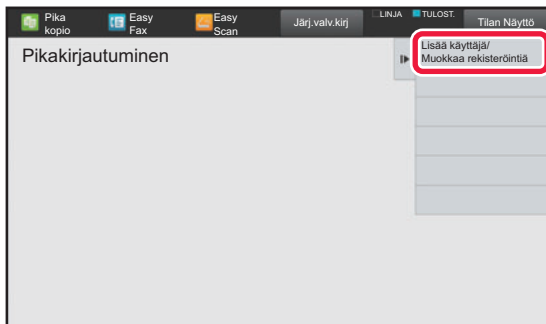 Pika
kopio
Easy
Fax
Easy
Scan
Järj.valv.kirj
LINJA
TULOST.
Tilan Näyttö
Pikakirjautuminen
Lisää käyttäjä/
Muokkaa rekisteröintiä